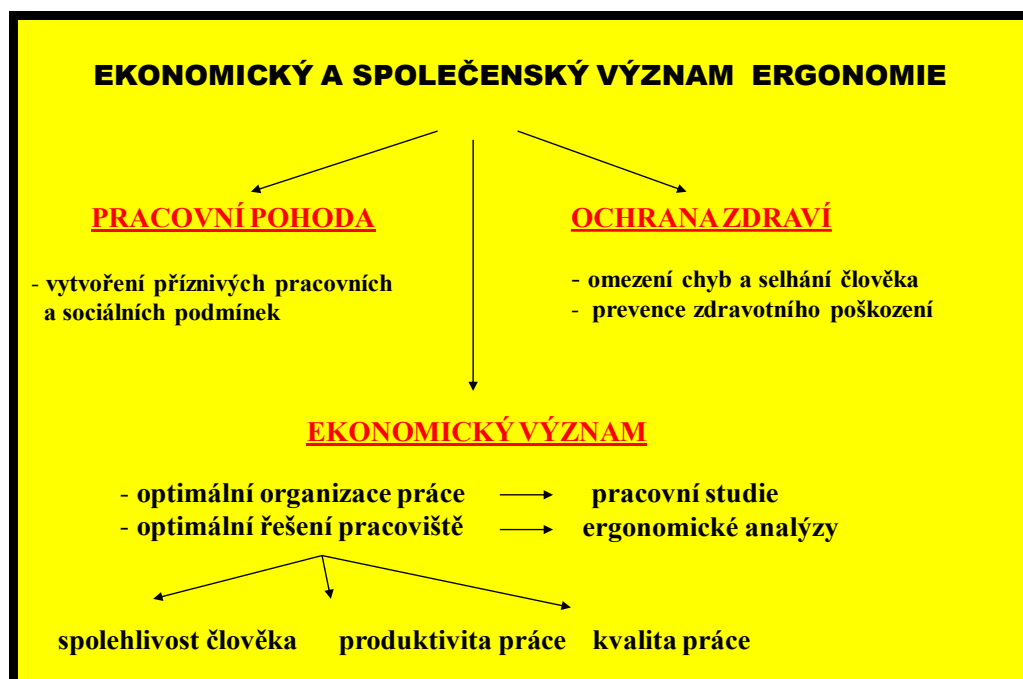 EKONOMICKÝ A SPOLEČENSKÝ VÝZNAM ERGONOMIE
PRACOVNÍ POHODA
- vytvoření příznivých pracovních
a sociálních podmínek
OCHRANA ZDRAVÍ
- omezení chyb a selhání člověka
- prevence zdravotního poškození
EKONOMICKÝ VÝZNAM
- optimální organizace práce pracovní studie
- optimální řešení pracoviště ergonomické analýzy
spolehlivost člověka produktivita práce kvalita práce